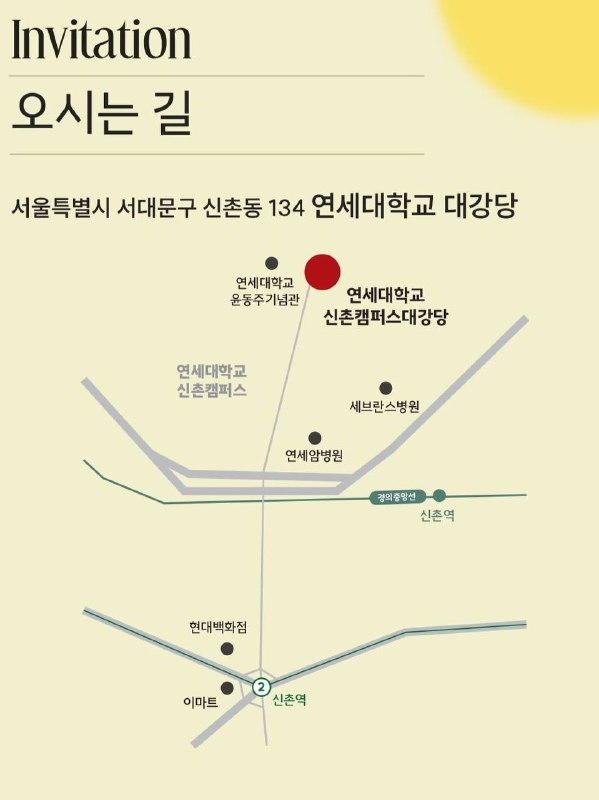 Invitation
오시는 길
서울특별시 서대문구 신촌동 134 연세대학교 대강당
연세대학교
윤동주기념관
연세대학교
신촌캠퍼스대강당
연세대학교
신촌캠퍼스
세브란스병원
연세암병원
경의중앙선
신촌역
현대백화점
이마트
2
신촌역